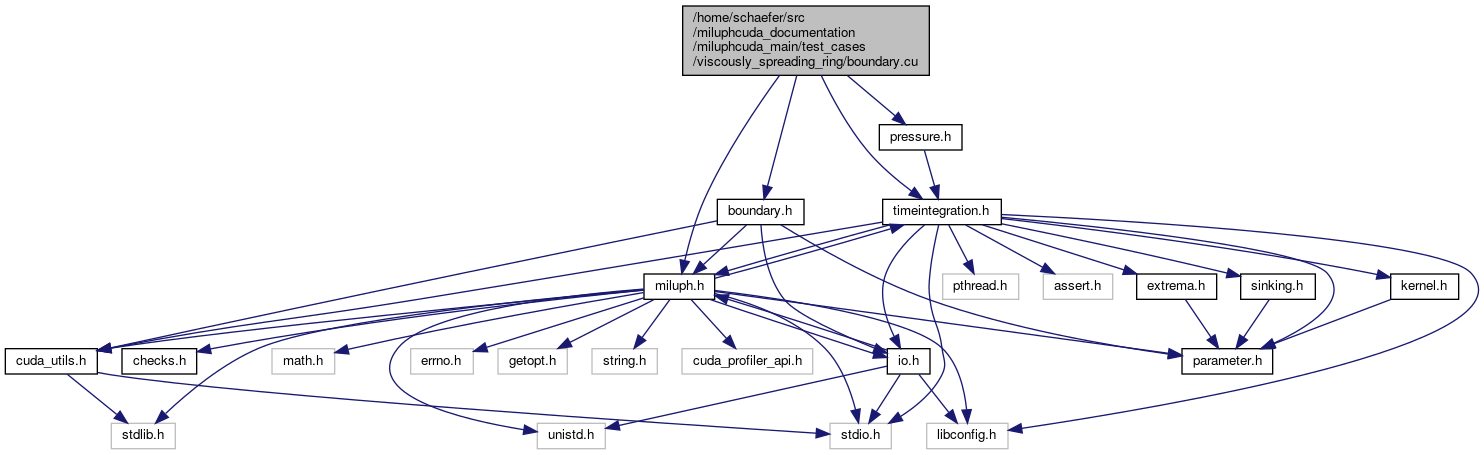 /home/schaefer/src
/miluphcuda_documentation
/miluphcuda_main/test_cases
/viscously_spreading_ring/boundary.cu
pressure.h
boundary.h
timeintegration.h
miluph.h
pthread.h
assert.h
extrema.h
sinking.h
kernel.h
cuda_utils.h
checks.h
math.h
errno.h
getopt.h
string.h
cuda_profiler_api.h
io.h
parameter.h
stdlib.h
unistd.h
stdio.h
libconfig.h